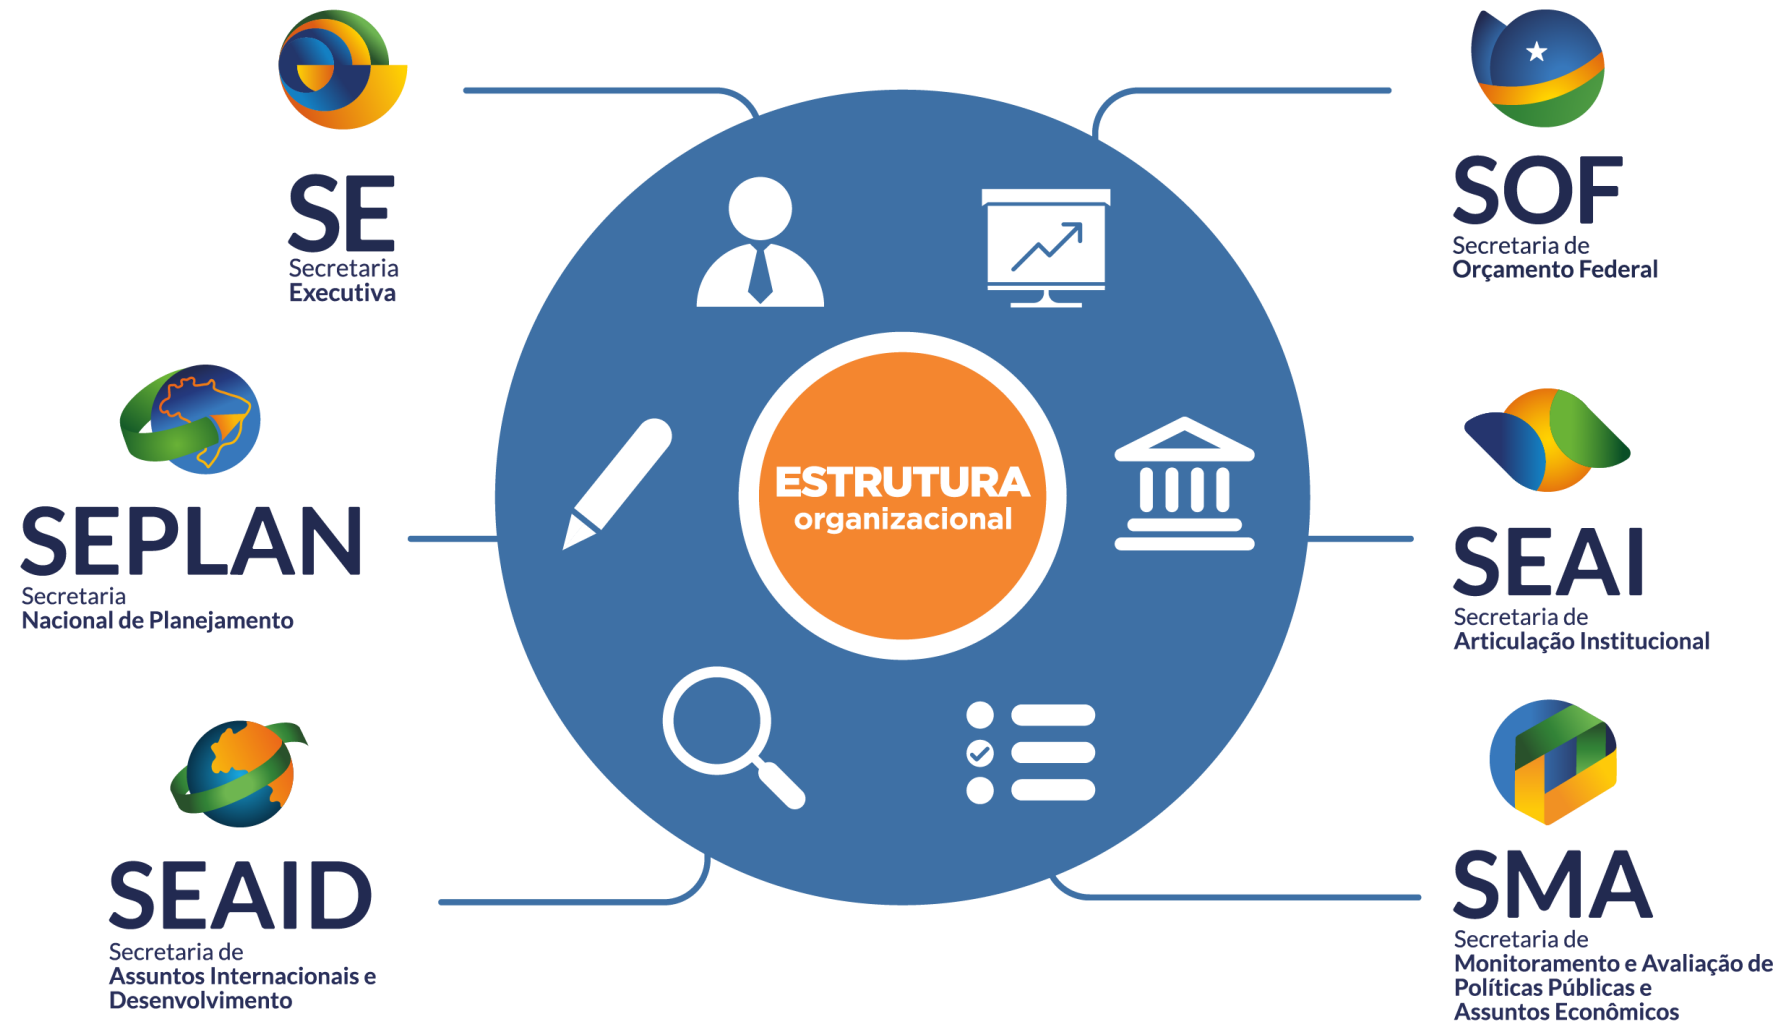 SE
Secretaria
Executiva
SOF
Secretaria de
Orçamento Federal
SEPLAN
Secretaria
Nacional de Planejamento
ESTRUTURA
organizacional
SEAI
Secretaria de
Articulação Institucional
SEAID
Secretaria de
Assuntos Internacionais e
Desenvolvimento
SMA
Secretaria de
Monitoramento e Avaliação de
Políticas Públicas e
Assuntos Econômicos